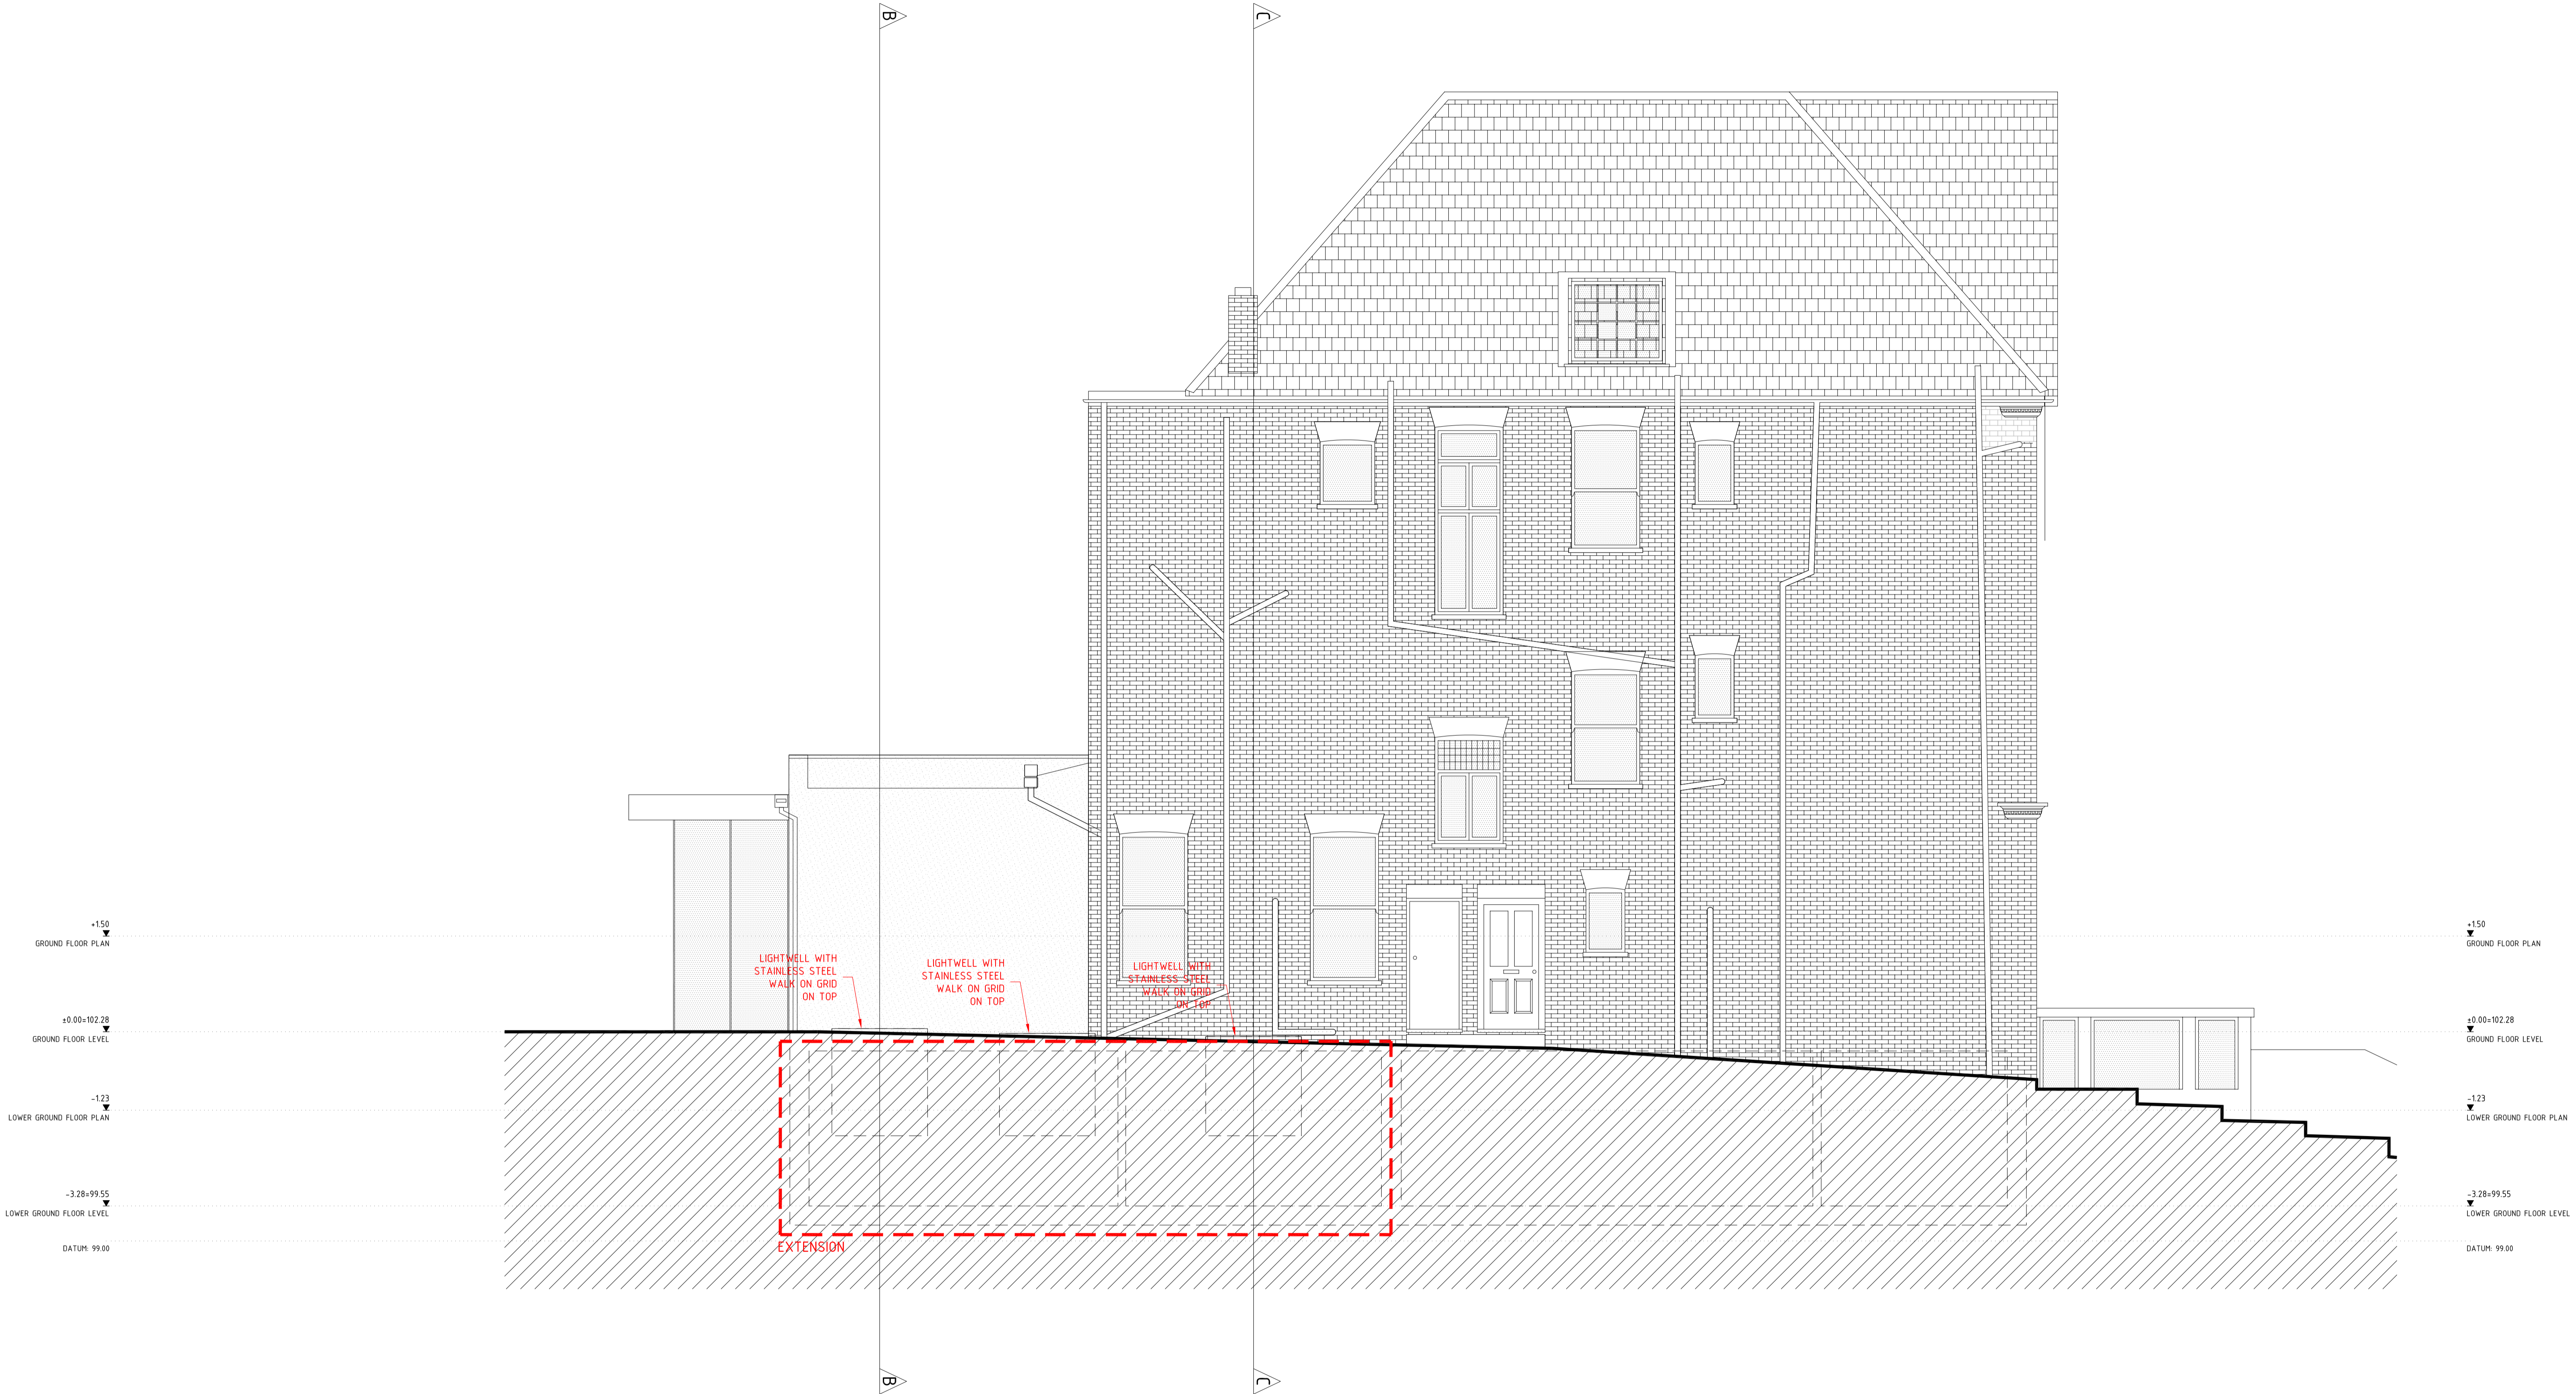 B
C
LIGHTWELL WITH
STAINLESS STEEL
WALK ON GRID
ON TOP
LIGHTWELL WITH
STAINLESS STEEL
WALK ON GRID
ON TOP
LIGHTWELL WITH
STAINLESS STEEL
WALK ON GRID
ON TOP
+1.50
GROUND FLOOR PLAN
±0.00=102.28
GROUND FLOOR LEVEL
-1.23
LOWER GROUND FLOOR PLAN
-3.28=99.55
LOWER GROUND FLOOR LEVEL
DATUM: 99.00
EXTENSION
+1.50
GROUND FLOOR PLAN
±0.00=102.28
GROUND FLOOR LEVEL
-1.23
LOWER GROUND FLOOR PLAN
-3.28=99.55
LOWER GROUND FLOOR LEVEL
DATUM: 99.00
B
C